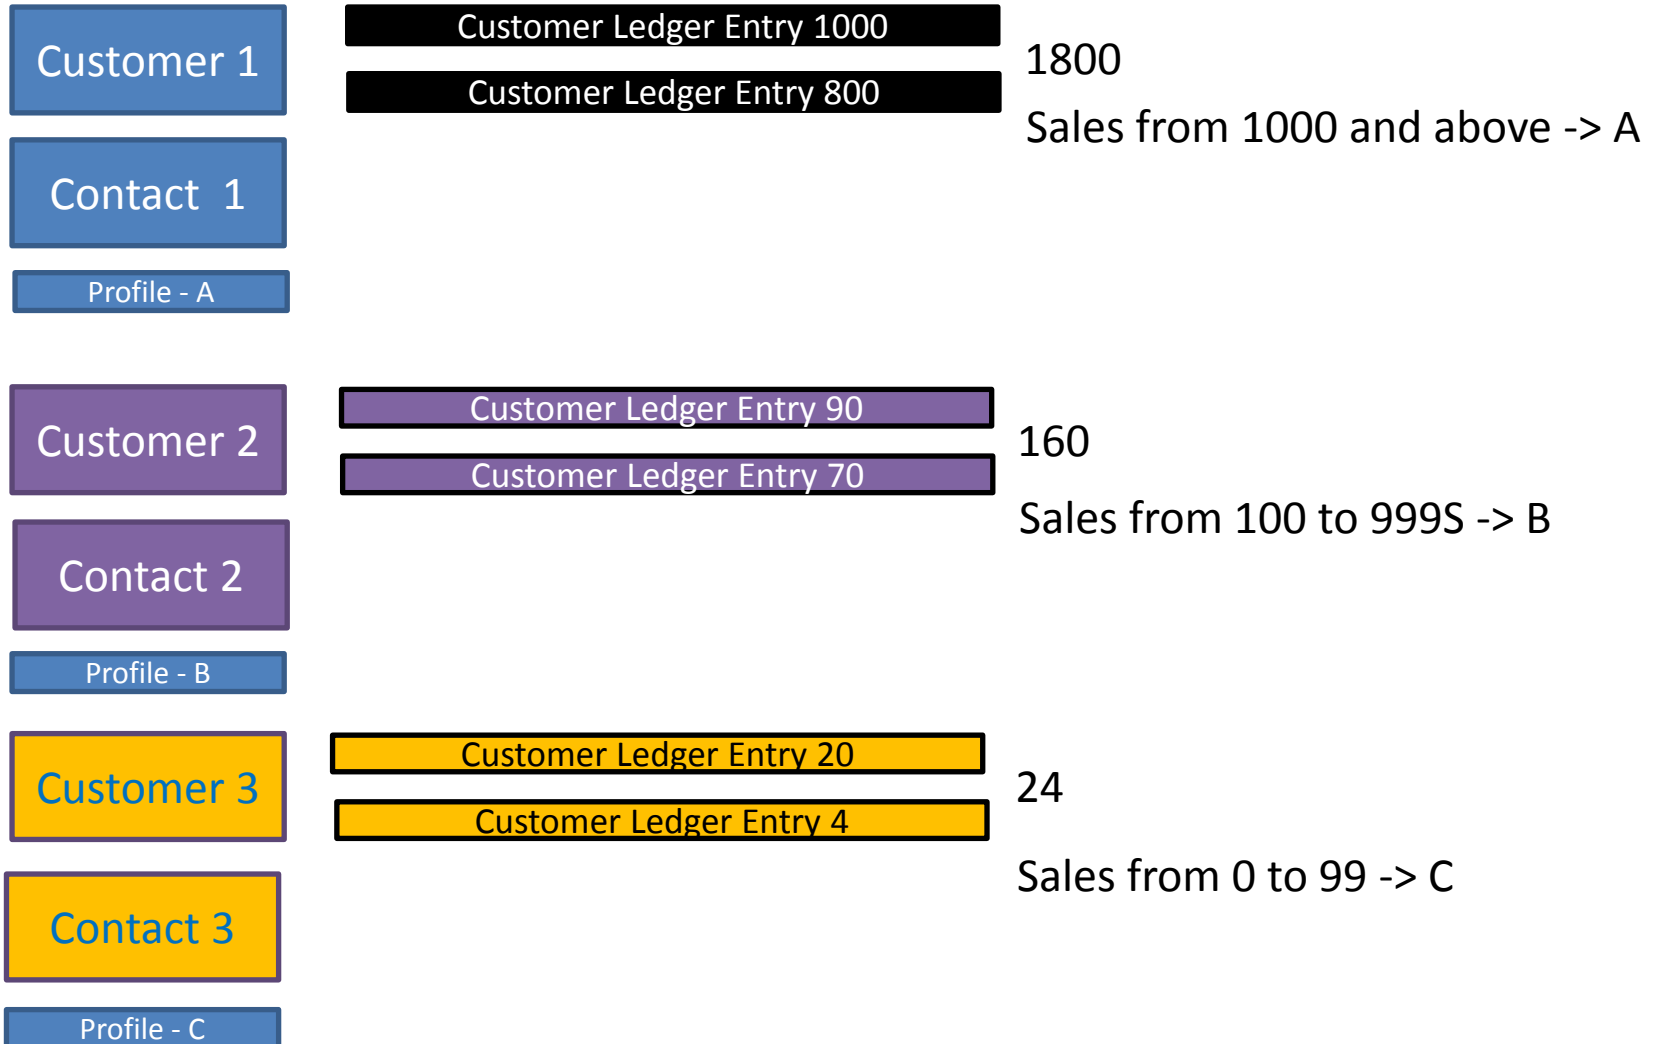 Customer 1
Customer Ledger Entry 1000
Customer Ledger Entry 800
1800
Sales from 1000 and above -> A
Contact  1
Profile - A
Customer 2
Customer Ledger Entry 90
Customer Ledger Entry 70
160
Sales from 100 to 999S -> B
Contact 2
Profile - B
Customer 3
Customer Ledger Entry 20
Customer Ledger Entry 4
24
Sales from 0 to 99 -> C
Contact 3
Profile - C